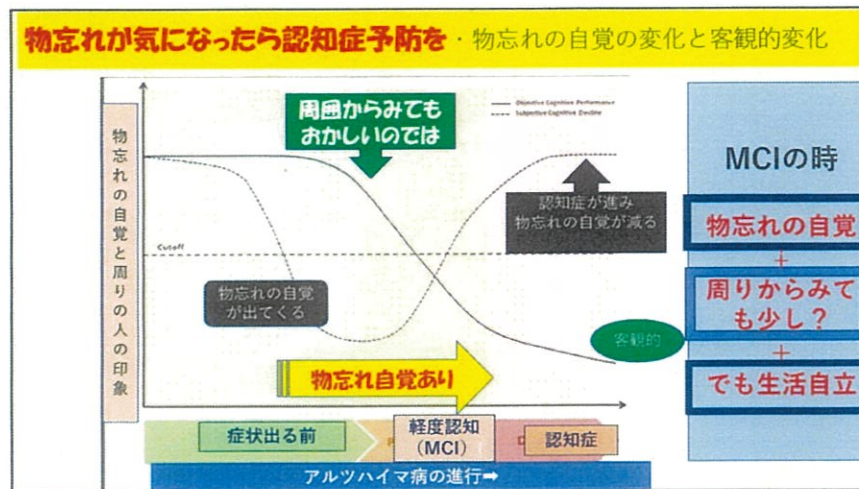 物忘れが気になったら認知症予防を・物忘れの自覚の変化と客観的変化
物忘れの自覚と周りの人の印象
周囲からみても
おかしいのでは
Objective Cognitive Performance
Subjective Cognitive Decline
認知症が進み
物忘れの自覚が減る
Cutoff
物忘れの自覚
が出てくる
客観的
物忘れ自覚あり
症状出る前
軽度認知
(MCI)
認知症
アルツハイマ病の進行➡
MCIの時
物忘れの自覚
+
周りからみて
も少し？
+
でも生活自立